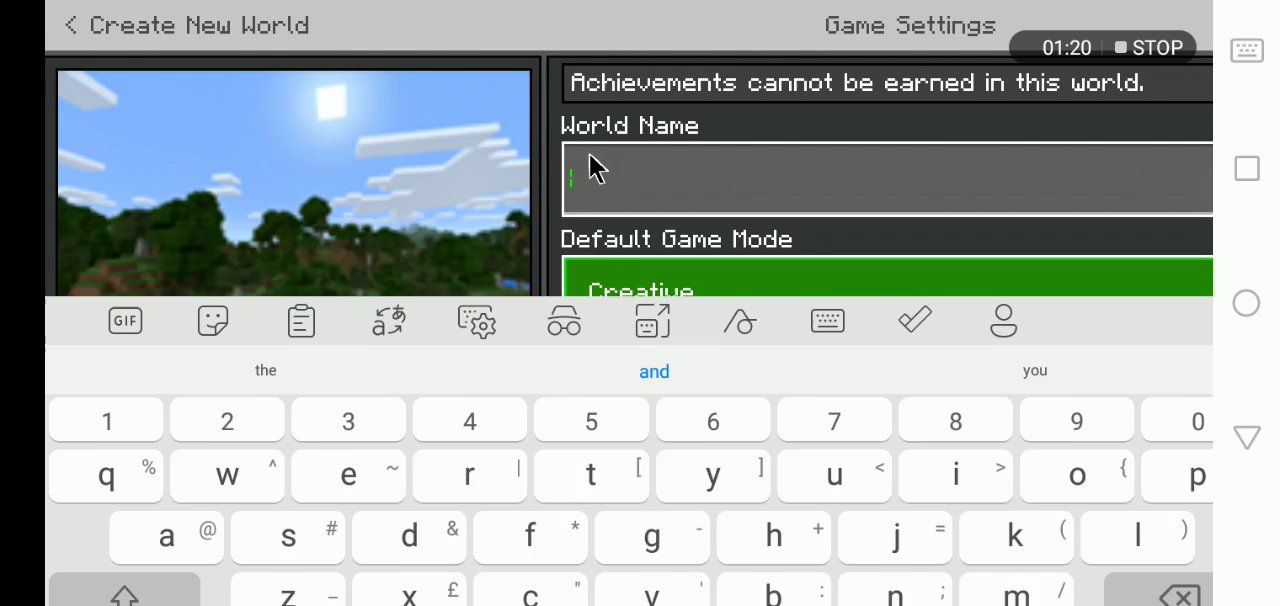 < Create New World
Game Settings
01:20 STOP
Achievements cannot be earned in this world.
World Name
Default Game Mode
Creative
GIF
the and you
1 2 3 4 5 6 7 8 9 0
q % w ^ e ~ r | t [ y ] u < i > o { p
a @ s # d & f * g - h + j = k ( l )
z _ x £ c " v ' b : n ; m /